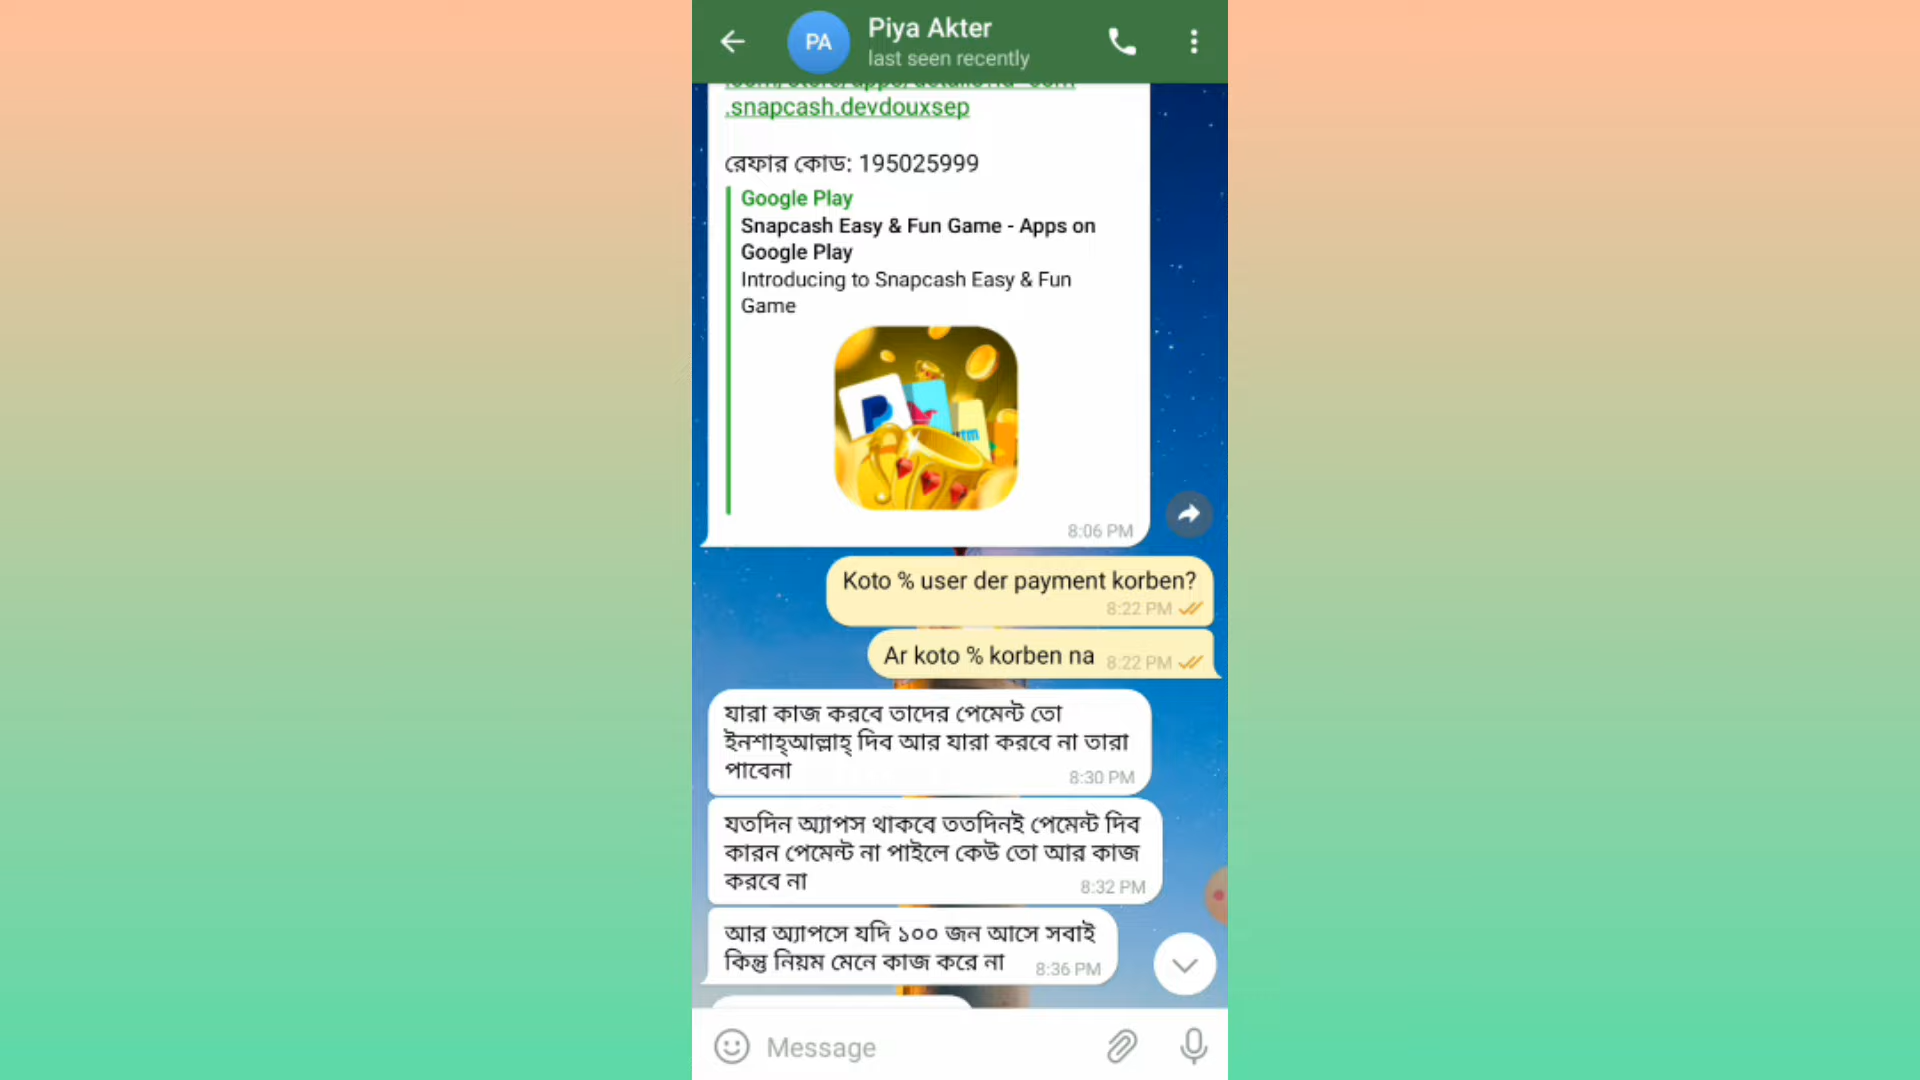 PA
Piya Akter
last seen recently
.snapcash.devdouxsep
রেফার কোড: 195025999
Google Play
Snapcash Easy & Fun Game - Apps on
Google Play
Introducing to Snapcash Easy & Fun
Game
8:06 PM
Koto % user der payment korben?
8:22 PM
Ar koto % korben na 8:22 PM
যারা কাজ করবে তাদের পেমেন্ট তো
ইনশাহ্আল্লাহ্ দিব আর যারা করবে না তারা
পাবেনা
8:30 PM
যতদিন অ্যাপস থাকবে ততদিনই পেমেন্ট দিব
কারন পেমেন্ট না পাইলে কেউ তো আর কাজ
করবে না
8:32 PM
আর অ্যাপসে যদি ১০০ জন আসে সবাই
কিন্তু নিয়ম মেনে কাজ করে না
8:36 PM
Message